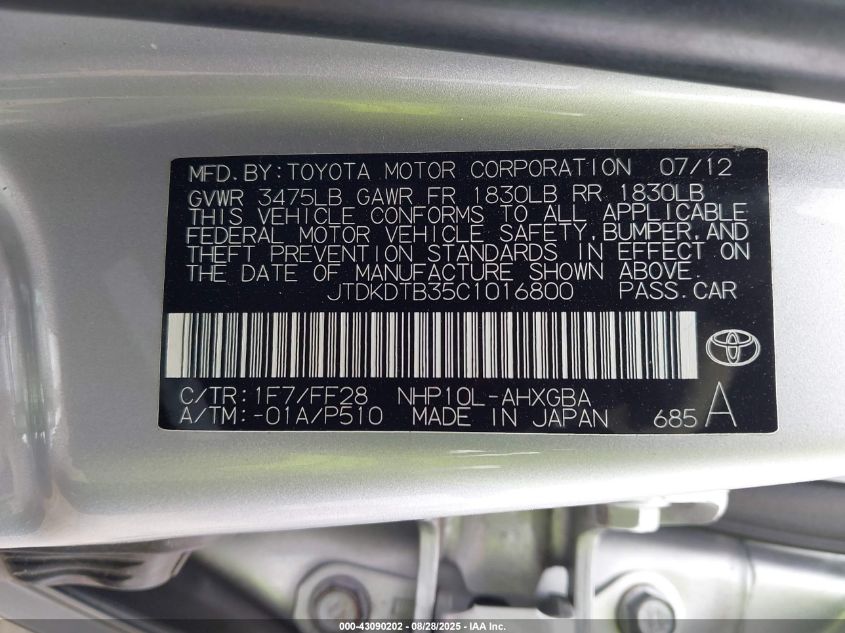 MFD. BY: TOYOTA MOTOR CORPORATION 07/12
GVWR 3475LB GAWR FR 1830LB RR 1830LB
THIS VEHICLE CONFORMS TO ALL APPLICABLE
FEDERAL MOTOR VEHICLE SAFETY, BUMPER, AND
THEFT PREVENTION STANDARDS IN EFFECT ON
THE DATE OF MANUFACTURE SHOWN ABOVE.
JTDKDTB35C1016800 PASS. CAR
C/TR: 1F7/FF28 NHP10L-AHXGBA
A/TM: -01A/P510 MADE IN JAPAN 685 A
000-43090202 - 08/28/2025 - IAA Inc.